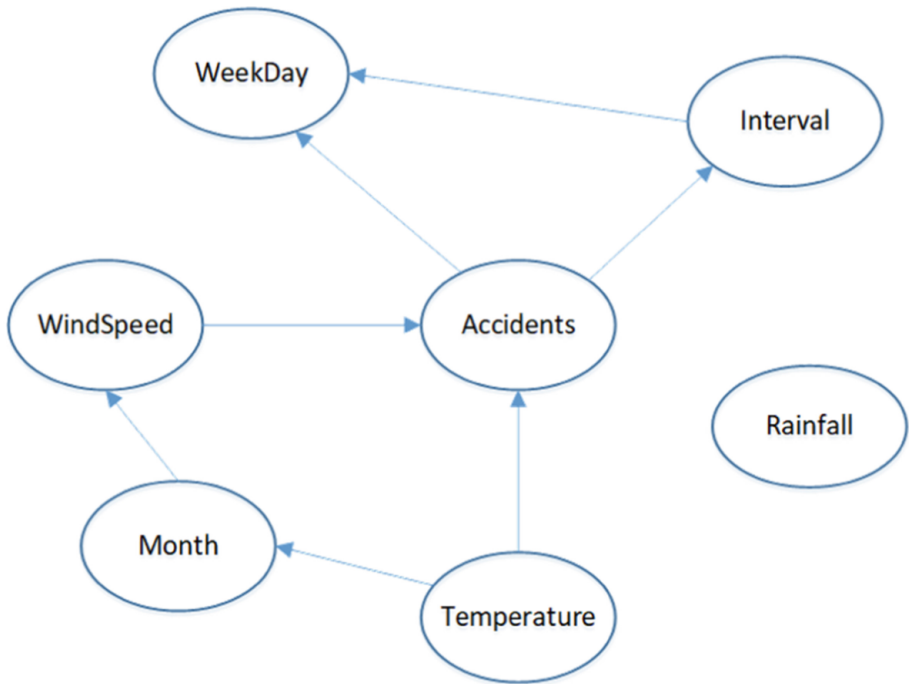 WeekDay
Interval
WindSpeed
Accidents
Rainfall
Month
Temperature